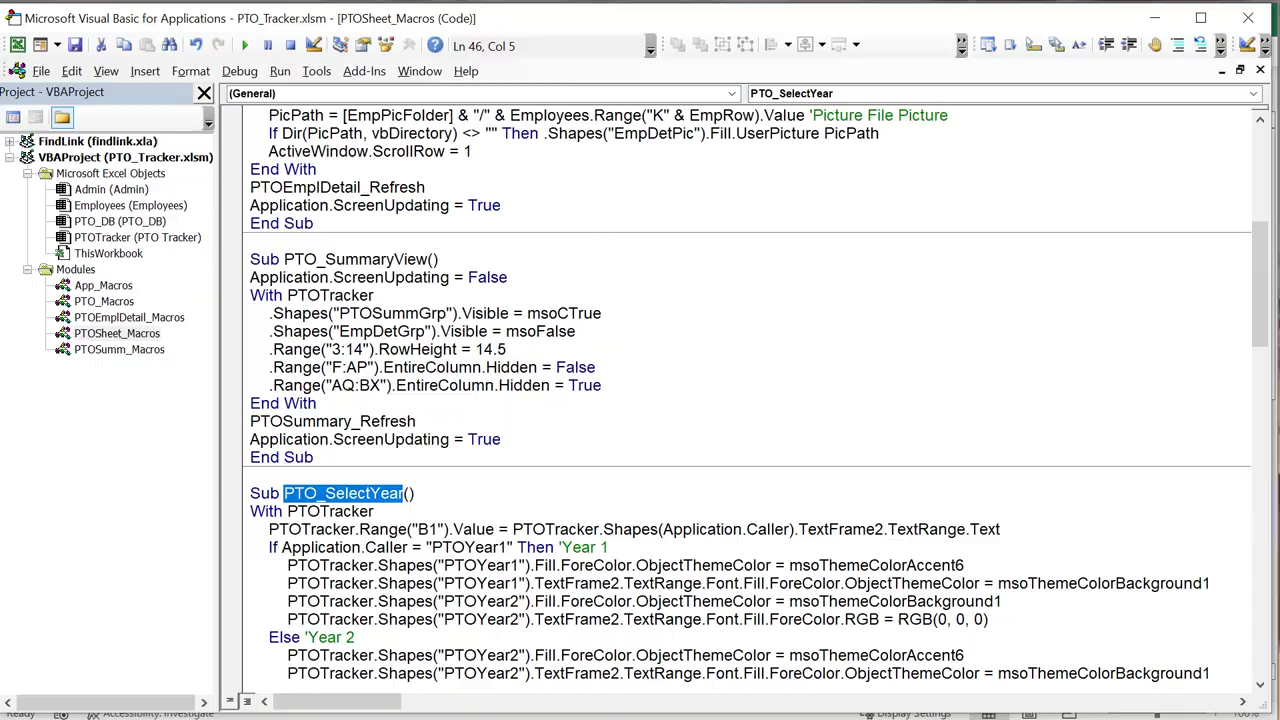 Microsoft Visual Basic for Applications - PTO_Tracker.xlsm - [PTOSheet_Macros (Code)]
Ln 46, Col 5
File Edit View Insert Format Debug Run Tools Add-Ins Window Help
Project - VBAProject
(General)
PTO_SelectYear
FindLink (findlink.xla)
VBAProject (PTO_Tracker.xlsm)
Microsoft Excel Objects
Admin (Admin)
Employees (Employees)
PTO_DB (PTO_DB)
PTOTracker (PTO Tracker)
ThisWorkbook
Modules
App_Macros
PTO_Macros
PTOEmplDetail_Macros
PTOSheet_Macros
PTOSumm_Macros
PicPath = [EmpPicFolder] & "/" & Employees.Range("K" & EmpRow).Value 'Picture File Picture
If Dir(PicPath, vbDirectory) <> "" Then .Shapes("EmpDetPic").Fill.UserPicture PicPath
ActiveWindow.ScrollRow = 1
End With
PTOEmplDetail_Refresh
Application.ScreenUpdating = True
End Sub
Sub PTO_SummaryView()
Application.ScreenUpdating = False
With PTOTracker
.Shapes("PTOSummGrp").Visible = msoCTrue
.Shapes("EmpDetGrp").Visible = msoFalse
.Range("3:14").RowHeight = 14.5
.Range("F:AP").EntireColumn.Hidden = False
.Range("AQ:BX").EntireColumn.Hidden = True
End With
PTOSummary_Refresh
Application.ScreenUpdating = True
End Sub
Sub PTO_SelectYear()
With PTOTracker
PTOTracker.Range("B1").Value = PTOTracker.Shapes(Application.Caller).TextFrame2.TextRange.Text
If Application.Caller = "PTOYear1" Then 'Year 1
PTOTracker.Shapes("PTOYear1").Fill.ForeColor.ObjectThemeColor = msoThemeColorAccent6
PTOTracker.Shapes("PTOYear1").TextFrame2.TextRange.Font.Fill.ForeColor.ObjectThemeColor = msoThemeColorBackground1
PTOTracker.Shapes("PTOYear2").Fill.ForeColor.ObjectThemeColor = msoThemeColorBackground1
PTOTracker.Shapes("PTOYear2").TextFrame2.TextRange.Font.Fill.ForeColor.RGB = RGB(0, 0, 0)
Else 'Year 2
PTOTracker.Shapes("PTOYear2").Fill.ForeColor.ObjectThemeColor = msoThemeColorAccent6
PTOTracker.Shapes("PTOYear2").TextFrame2.TextRange.Font.Fill.ForeColor.ObjectThemeColor = msoThemeColorBackground1
Ready Accessibility: Investigate Display Settings 100%